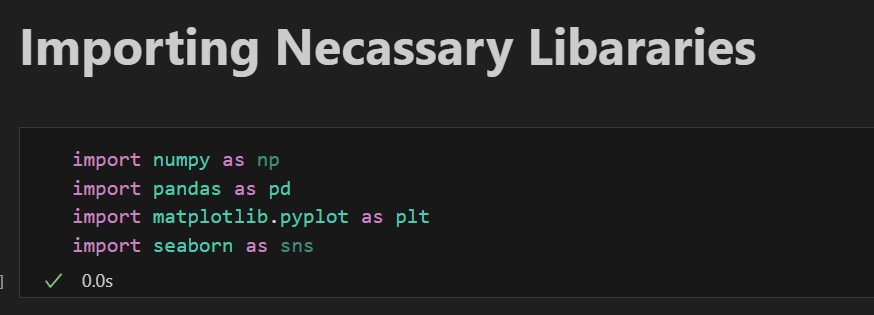 Importing Necassary Libararies
import numpy as np
import pandas as pd
import matplotlib.pyplot as plt
import seaborn as sns
]
✓ 0.0s